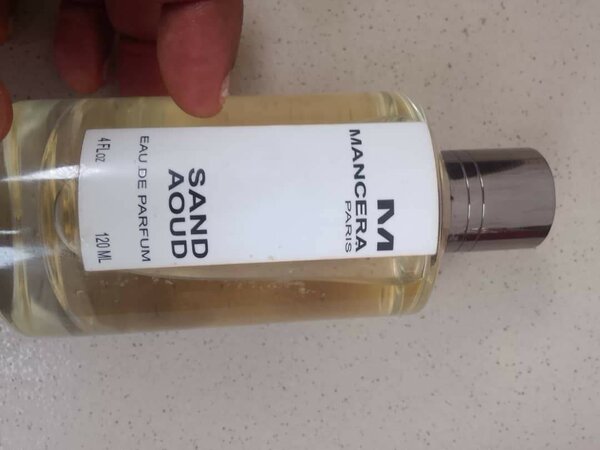 M
MANCERA
PARIS
SAND
AOUD
EAU DE PARFUM
4 FL.oz 120 ML